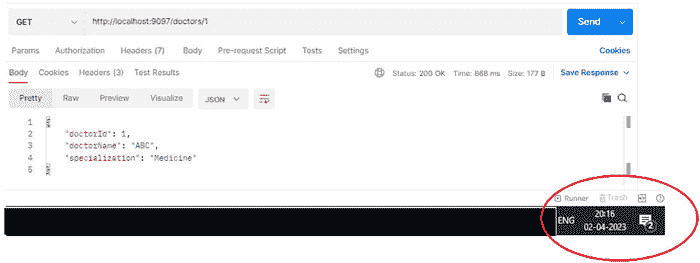 GET http://localhost:9097/doctors/1 Send
Params Authorization Headers (7) Body Pre-request Script Tests Settings Cookies
Body Cookies Headers (3) Test Results Status: 200 OK Time: 868 ms Size: 177 B Save Response
Pretty Raw Preview Visualize JSON
1 {
2 "doctorId": 1,
3 "doctorName": "ABC",
4 "specialization": "Medicine"
5 }
Runner Trash
ENG 20:16
02-04-2023 2